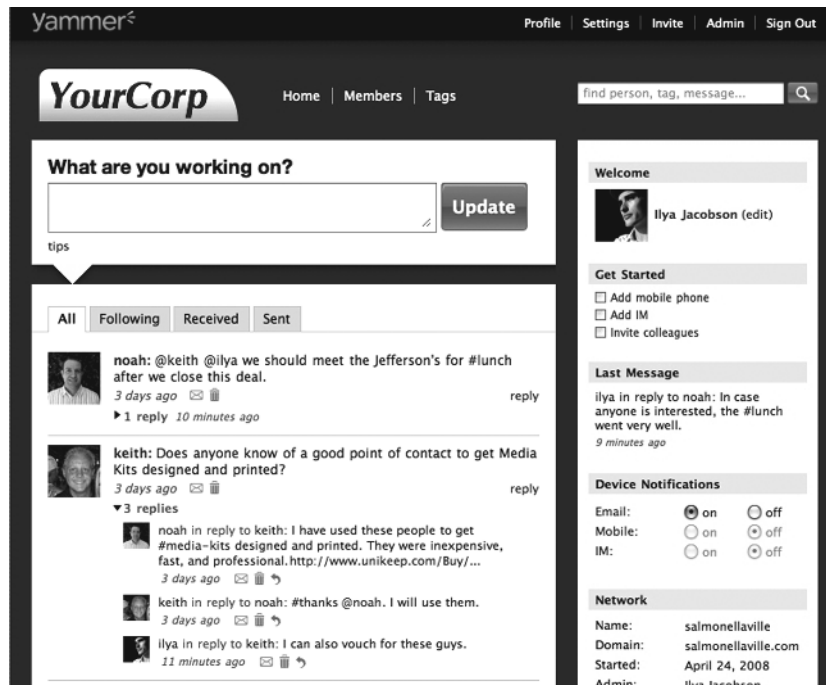 yammer
Profile | Settings | Invite | Admin | Sign Out
YourCorp
Home | Members | Tags
find person, tag, message...
What are you working on?
Update
tips
All
Following
Received
Sent
noah: @keith @ilya we should meet the Jefferson's for #lunch
after we close this deal.
3 days ago
reply
1 reply 10 minutes ago
keith: Does anyone know of a good point of contact to get Media
Kits designed and printed?
3 days ago
reply
3 replies
noah in reply to keith: I have used these people to get
#media-kits designed and printed. They were inexpensive,
fast, and professional.http://www.unikeep.com/Buy/...
3 days ago
keith in reply to noah: #thanks @noah. I will use them.
3 days ago
ilya in reply to keith: I can also vouch for these guys.
11 minutes ago
Welcome
Ilya Jacobson (edit)
Get Started
Add mobile phone
Add IM
Invite colleagues
Last Message
ilya in reply to noah: In case
anyone is interested, the #lunch
went very well.
9 minutes ago
Device Notifications
Email: on off
Mobile: on off
IM: on off
Network
Name: salmonellaville
Domain: salmonellaville.com
Started: April 24, 2008
Admin: Ilya Jacobson